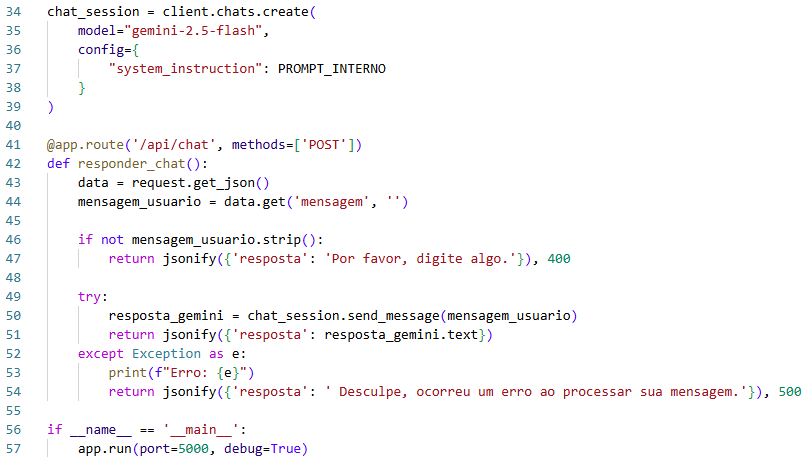 34 chat_session = client.chats.create(
35     model="gemini-2.5-flash",
36     config={
37         "system_instruction": PROMPT_INTERNO
38     }
39 )
40
41 @app.route('/api/chat', methods=['POST'])
42 def responder_chat():
43     data = request.get_json()
44     mensagem_usuario = data.get('mensagem', '')
45
46     if not mensagem_usuario.strip():
47         return jsonify({'resposta': 'Por favor, digite algo.'}), 400
48
49     try:
50         resposta_gemini = chat_session.send_message(mensagem_usuario)
51         return jsonify({'resposta': resposta_gemini.text})
52     except Exception as e:
53         print(f"Erro: {e}")
54         return jsonify({'resposta': ' Desculpe, ocorreu um erro ao processar sua mensagem.'}), 500
55
56 if __name__ == '__main__':
57     app.run(port=5000, debug=True)